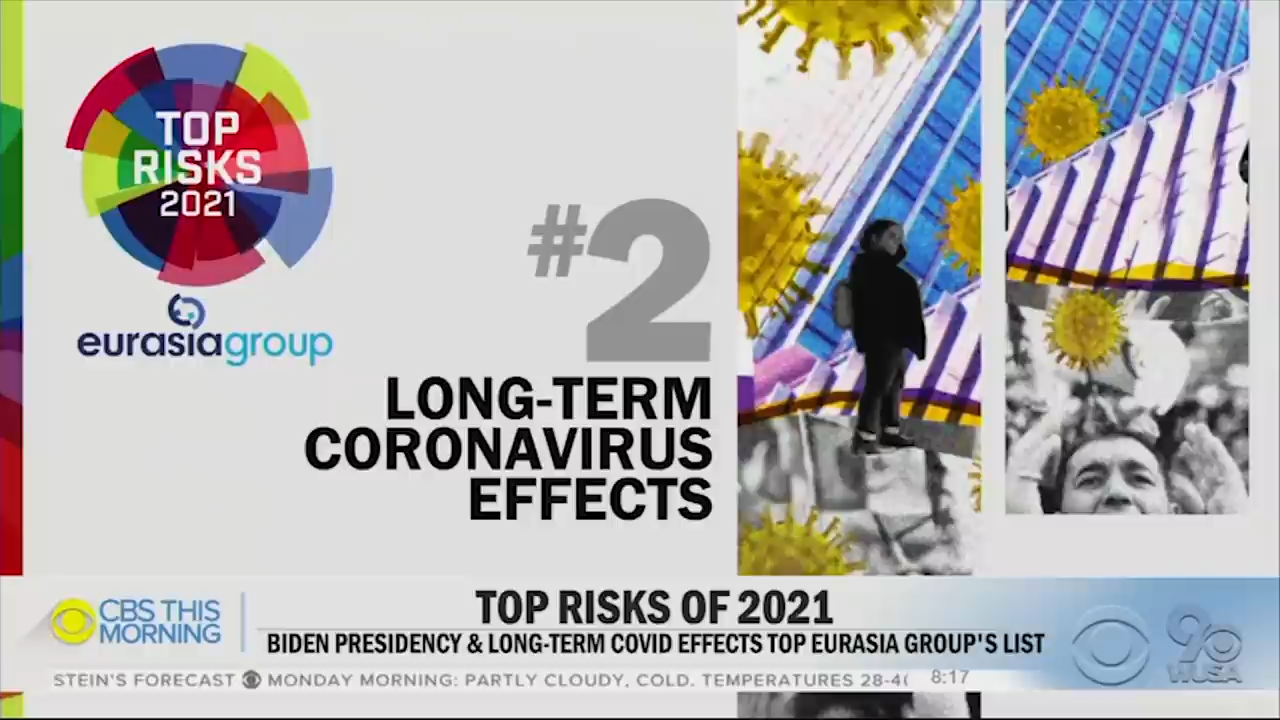 TOP
RISKS
2021
eurasiagroup
#2
LONG-TERM
CORONAVIRUS
EFFECTS
CBS THIS
MORNING
TOP RISKS OF 2021
BIDEN PRESIDENCY & LONG-TERM COVID EFFECTS TOP EURASIA GROUP'S LIST
STEIN'S FORECAST MONDAY MORNING: PARTLY CLOUDY, COLD. TEMPERATURES 28-4
8:17
9
WUSA